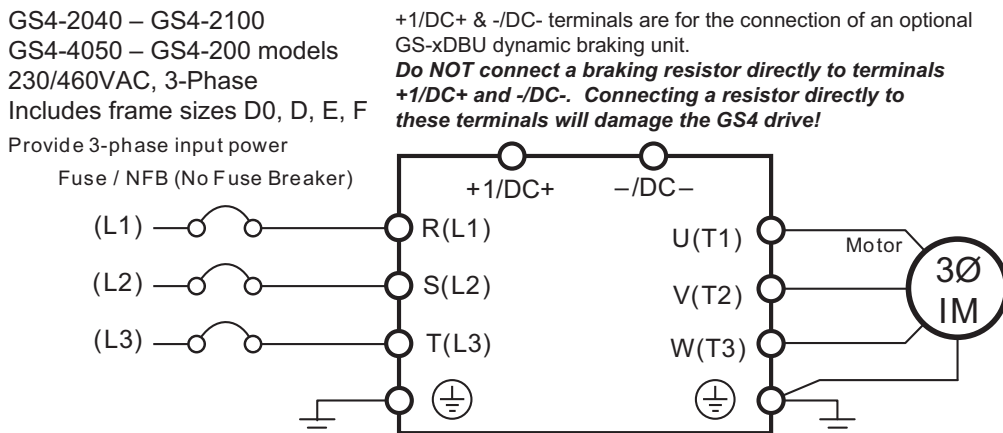 GS4-2040 – GS4-2100
GS4-4050 – GS4-200 models
230/460VAC, 3-Phase
Includes frame sizes D0, D, E, F
Provide 3-phase input power
Fuse / NFB (No Fuse Breaker)
+1/DC+ & -/DC- terminals are for the connection of an optional
GS-xDBU dynamic braking unit.
Do NOT connect a braking resistor directly to terminals
+1/DC+ and -/DC-. Connecting a resistor directly to
these terminals will damage the GS4 drive!
+1/DC+
–/DC–
(L1)
R(L1)
U(T1)
Motor
(L2)
S(L2)
V(T2)
3Ø
IM
(L3)
T(L3)
W(T3)